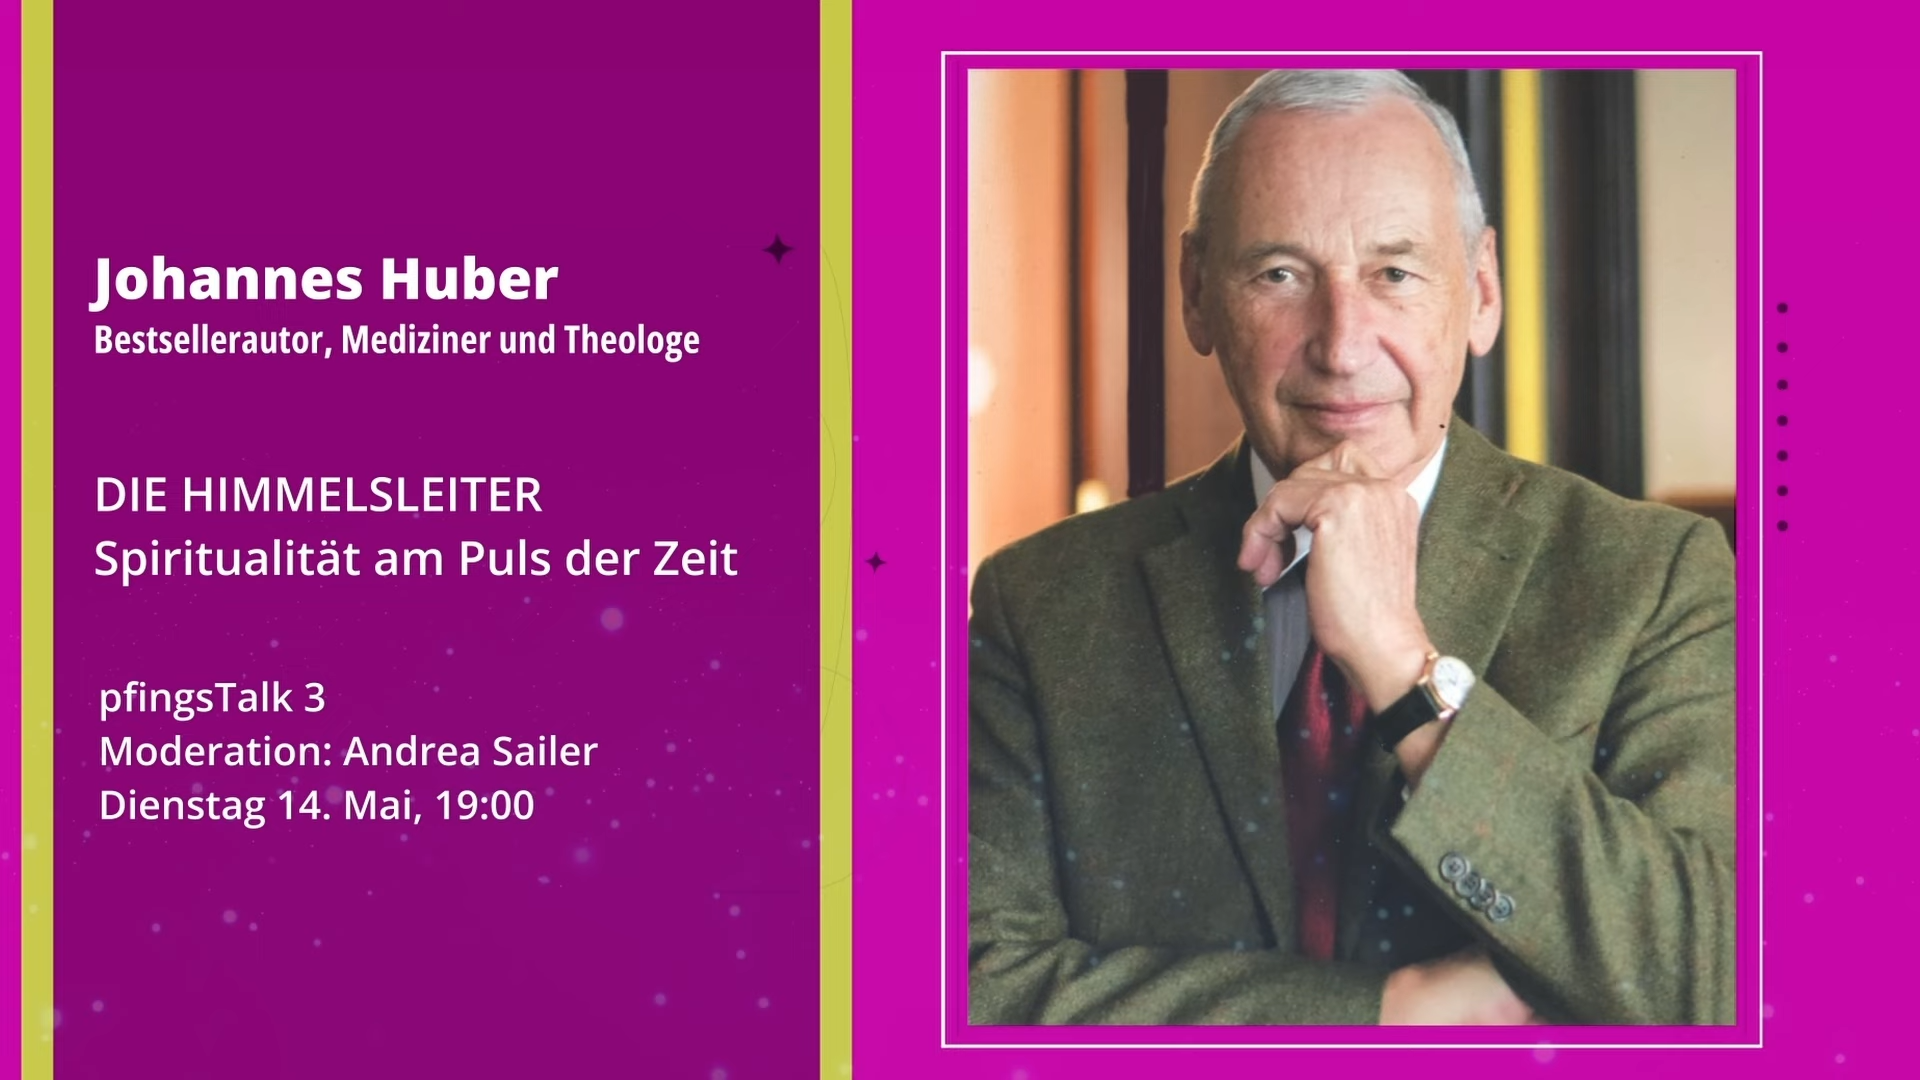 Johannes Huber
Bestsellerautor, Mediziner und Theologe
DIE HIMMELSLEITER
Spiritualität am Puls der Zeit
pfingsTalk 3
Moderation: Andrea Sailer
Dienstag 14. Mai, 19:00